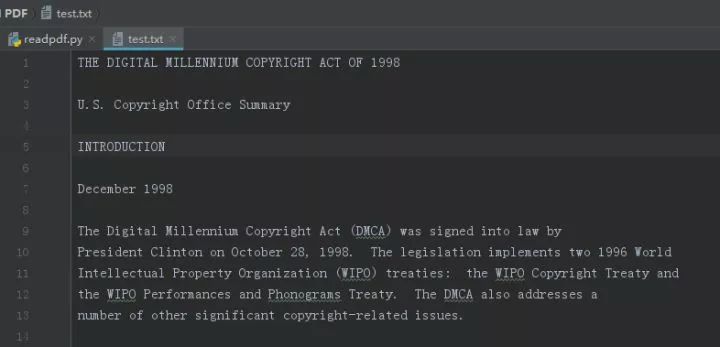 PDF
test.txt
readpdf.py
test.txt
1 THE DIGITAL MILLENNIUM COPYRIGHT ACT OF 1998
2
3 U.S. Copyright Office Summary
4
5 INTRODUCTION
6
7 December 1998
8
9 The Digital Millennium Copyright Act (DMCA) was signed into law by
10 President Clinton on October 28, 1998.  The legislation implements two 1996 World
11 Intellectual Property Organization (WIPO) treaties:  the WIPO Copyright Treaty and
12 the WIPO Performances and Phonograms Treaty.  The DMCA also addresses a
13 number of other significant copyright-related issues.
14